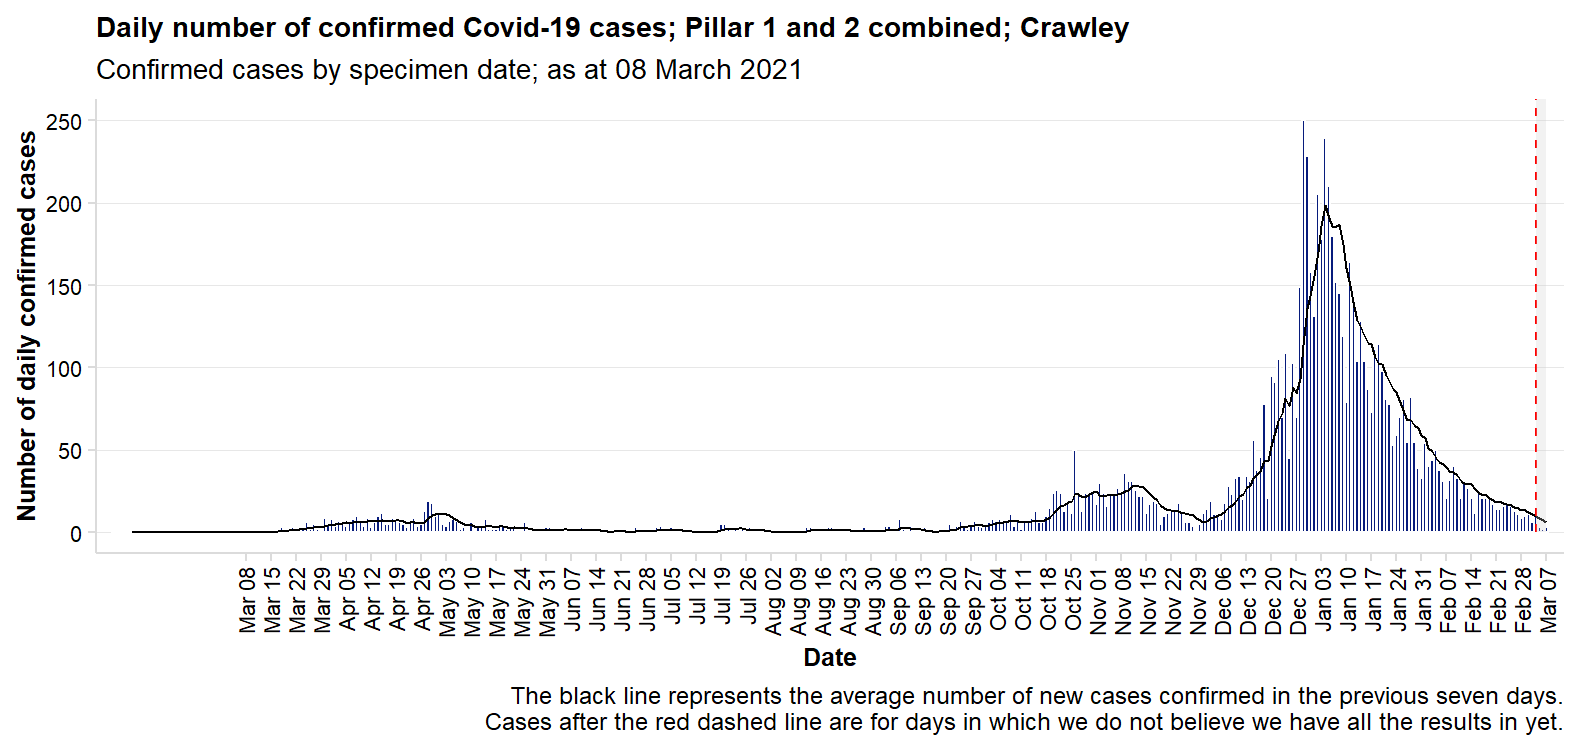 Daily number of confirmed Covid-19 cases; Pillar 1 and 2 combined; Crawley
Confirmed cases by specimen date; as at 08 March 2021
Number of daily confirmed cases
250
200
150
100
50
0
Mar 08
Mar 15
Mar 22
Mar 29
Apr 05
Apr 12
Apr 19
Apr 26
May 03
May 10
May 17
May 24
May 31
Jun 07
Jun 14
Jun 21
Jun 28
Jul 05
Jul 12
Jul 19
Jul 26
Aug 02
Aug 09
Aug 16
Aug 23
Aug 30
Sep 06
Sep 13
Sep 20
Sep 27
Oct 04
Oct 11
Oct 18
Oct 25
Nov 01
Nov 08
Nov 15
Nov 22
Nov 29
Dec 06
Dec 13
Dec 20
Dec 27
Jan 03
Jan 10
Jan 17
Jan 24
Jan 31
Feb 07
Feb 14
Feb 21
Feb 28
Mar 07
Date
The black line represents the average number of new cases confirmed in the previous seven days.
Cases after the red dashed line are for days in which we do not believe we have all the results in yet.